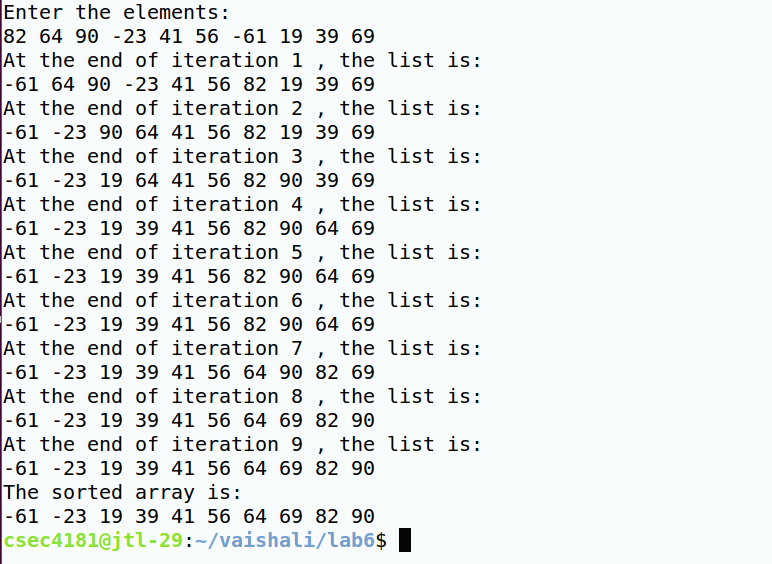 Enter the elements:
82 64 90 -23 41 56 -61 19 39 69
At the end of iteration 1 , the list is:
-61 64 90 -23 41 56 82 19 39 69
At the end of iteration 2 , the list is:
-61 -23 90 64 41 56 82 19 39 69
At the end of iteration 3 , the list is:
-61 -23 19 64 41 56 82 90 39 69
At the end of iteration 4 , the list is:
-61 -23 19 39 41 56 82 90 64 69
At the end of iteration 5 , the list is:
-61 -23 19 39 41 56 82 90 64 69
At the end of iteration 6 , the list is:
-61 -23 19 39 41 56 82 90 64 69
At the end of iteration 7 , the list is:
-61 -23 19 39 41 56 64 90 82 69
At the end of iteration 8 , the list is:
-61 -23 19 39 41 56 64 69 82 90
At the end of iteration 9 , the list is:
-61 -23 19 39 41 56 64 69 82 90
The sorted array is:
-61 -23 19 39 41 56 64 69 82 90
csec4181@jtl-29:~/vaishali/lab6$